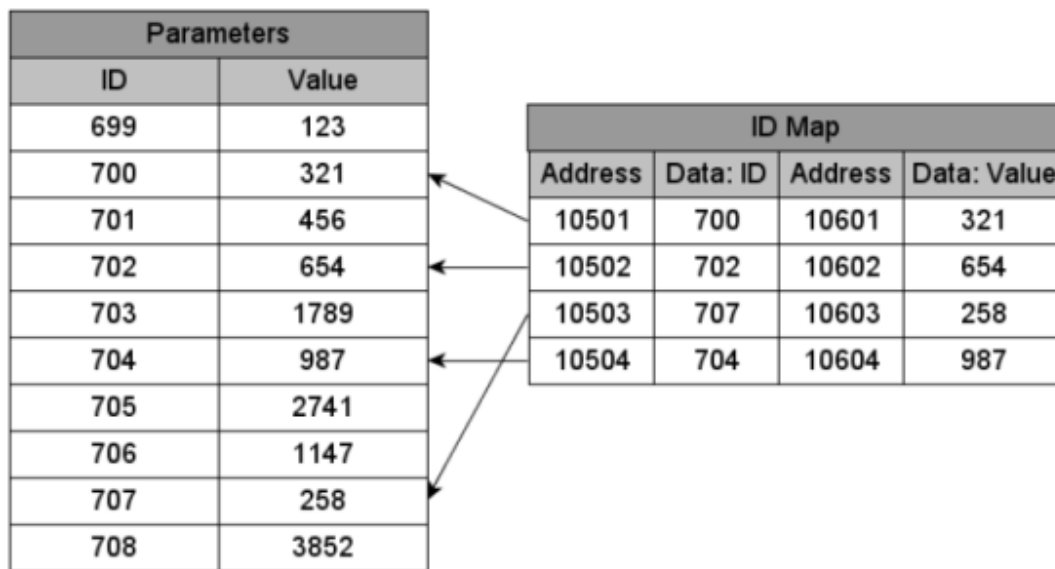 Parameters
ID Value
699 123
700 321
701 456
702 654
703 1789
704 987
705 2741
706 1147
707 258
708 3852
ID Map
Address Data: ID Address Data: Value
10501 700 10601 321
10502 702 10602 654
10503 707 10603 258
10504 704 10604 987